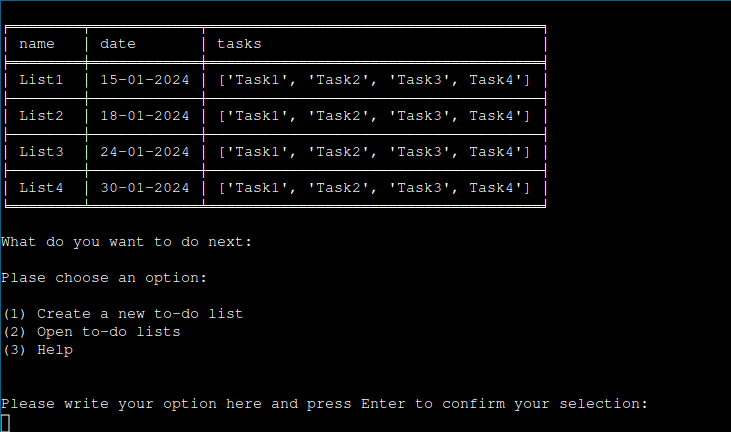 name date tasks
List1 15-01-2024 ['Task1', 'Task2', 'Task3', Task4']
List2 18-01-2024 ['Task1', 'Task2', 'Task3', Task4']
List3 24-01-2024 ['Task1', 'Task2', 'Task3', Task4']
List4 30-01-2024 ['Task1', 'Task2', 'Task3', Task4']
What do you want to do next:
Plase choose an option:
(1) Create a new to-do list
(2) Open to-do lists
(3) Help
Please write your option here and press Enter to confirm your selection: